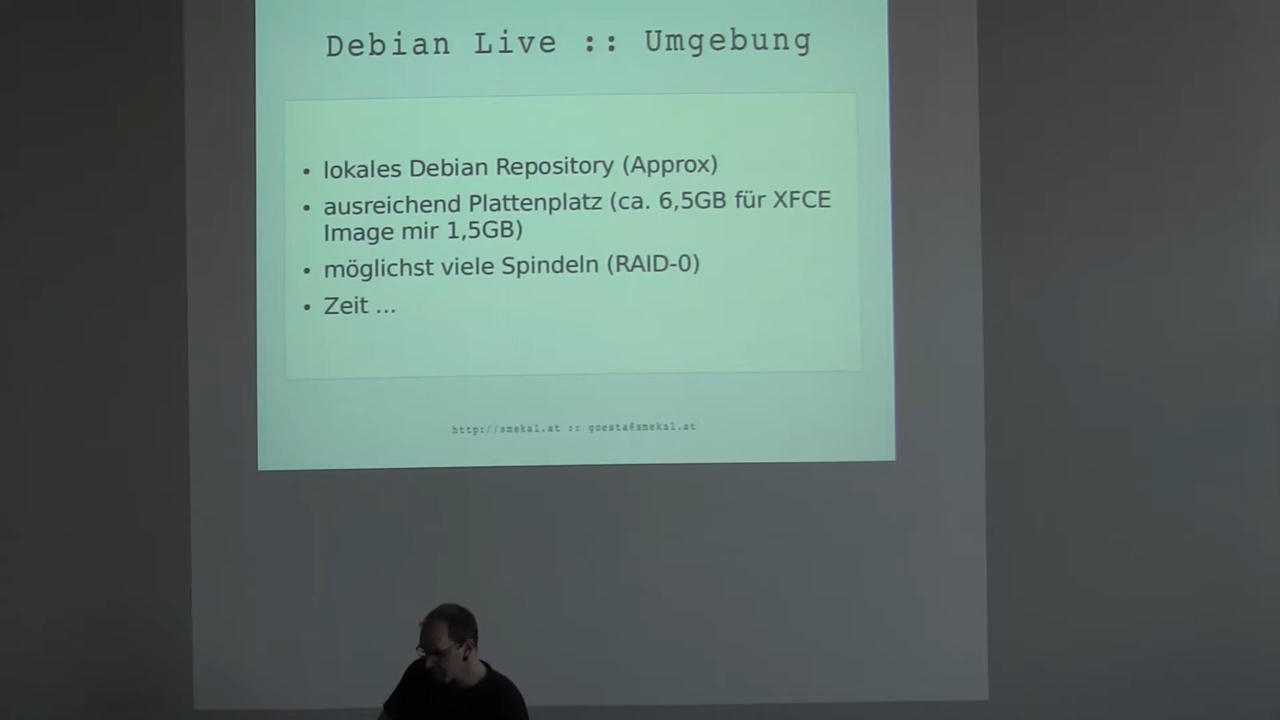 Debian Live :: Umgebung
• lokales Debian Repository (Approx)
• ausreichend Plattenplatz (ca. 6,5GB für XFCE
Image mir 1,5GB)
• möglichst viele Spindeln (RAID-0)
• Zeit ...
http://smekal.at :: goesta@smekal.at